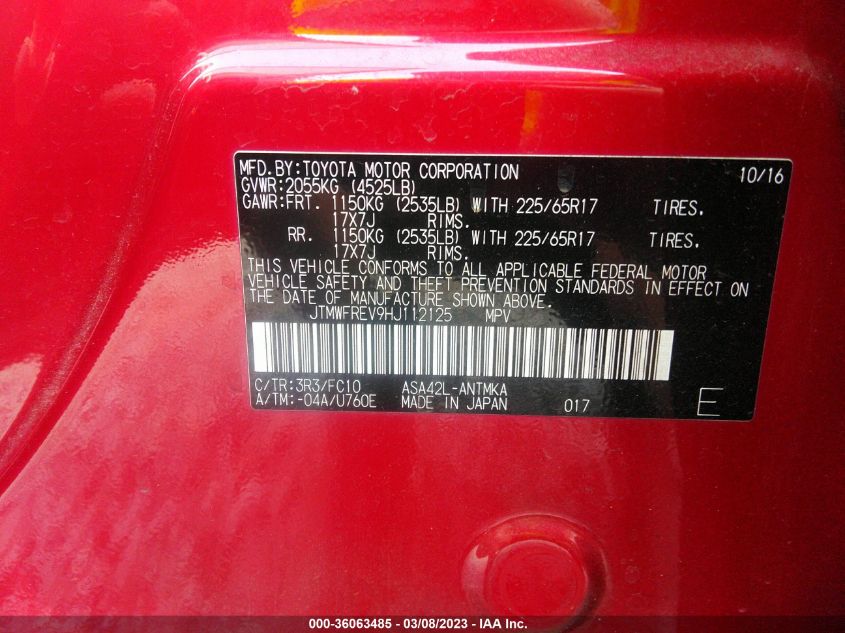 MFD.BY:TOYOTA MOTOR CORPORATION 10/16
GVWR:2055KG (4525LB)
GAWR:FRT. 1150KG (2535LB) WITH 225/65R17 TIRES.
17X7J RIMS.
RR. 1150KG (2535LB) WITH 225/65R17 TIRES.
17X7J RIMS.
THIS VEHICLE CONFORMS TO ALL APPLICABLE FEDERAL MOTOR
VEHICLE SAFETY AND THEFT PREVENTION STANDARDS IN EFFECT ON
THE DATE OF MANUFACTURE SHOWN ABOVE.
JTMWFREV9HJ112125 MPV
C/TR:3R3/FC10 ASA42L-ANTMKA
A/TM:-04A/U760E MADE IN JAPAN 017 E
000-36063485 - 03/08/2023 - IAA Inc.